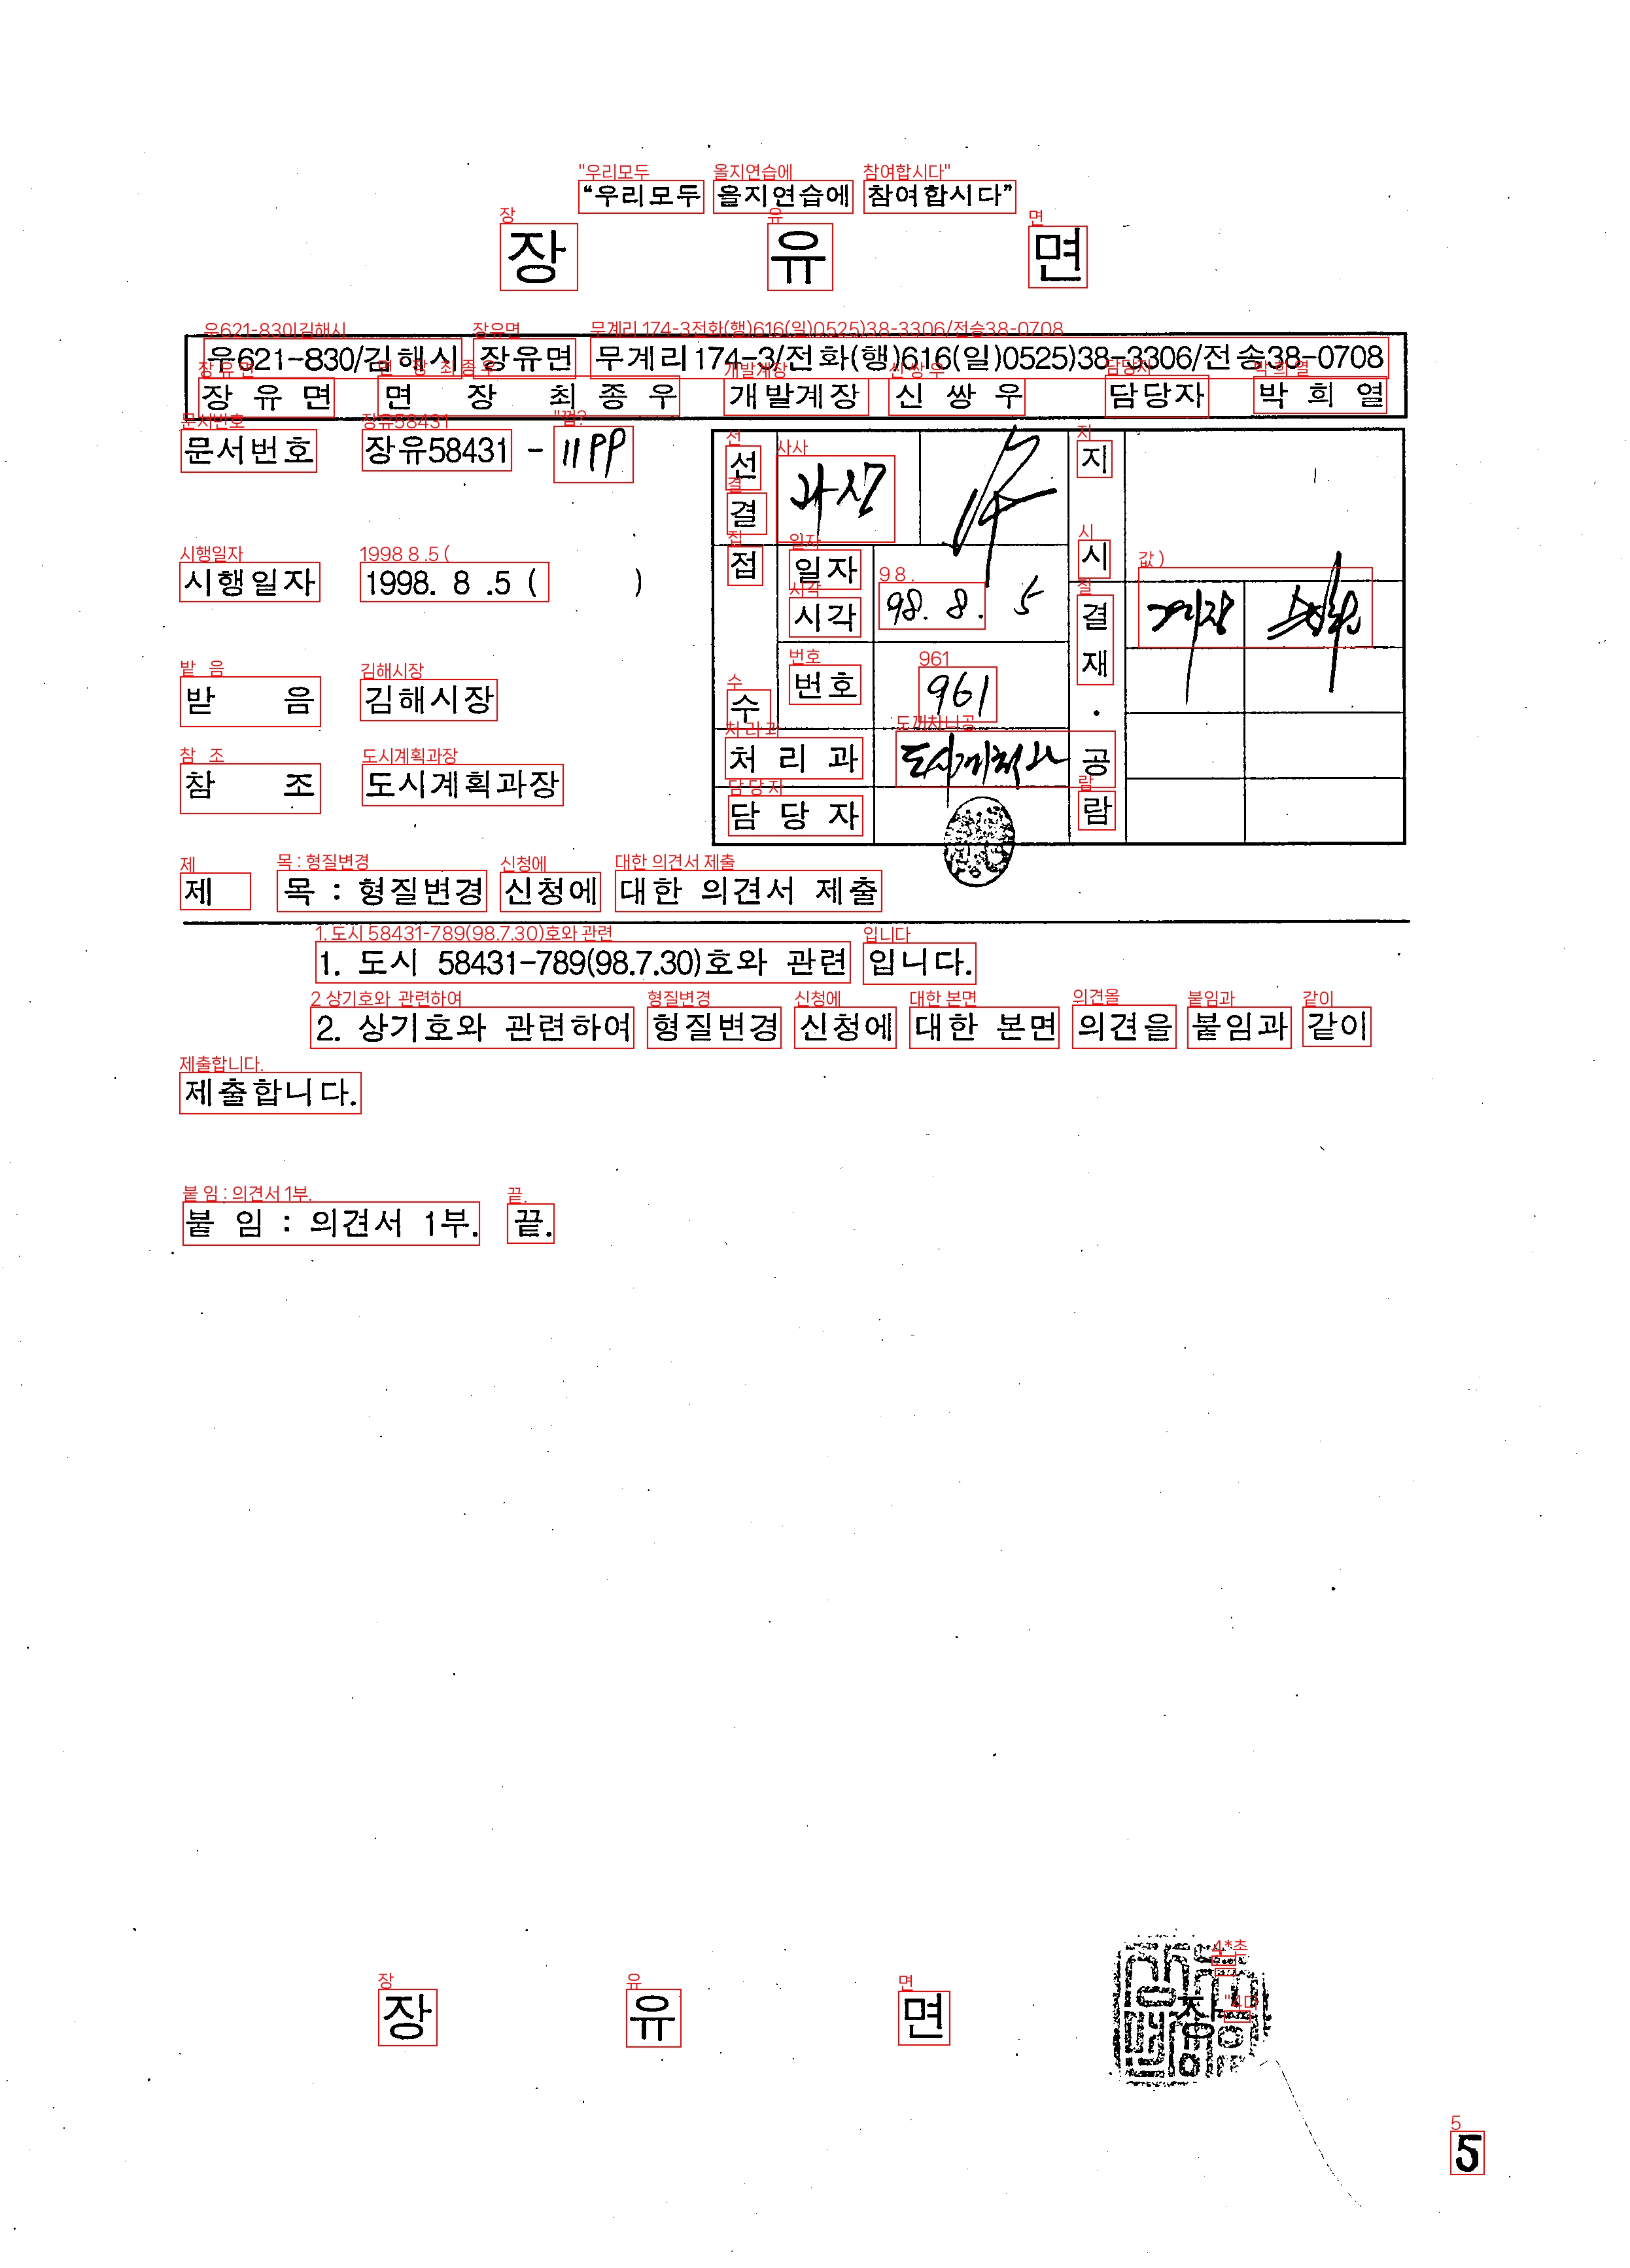 “우리모두 을지연습에 참여합시다”
장 유 면
우621-830/김해시 장유면 무계리174-3/전화(행)616(일)0525)38-3306/전송38-0708
장 유 면 면 장 최 종 우 개발계장 신 쌍 우 담당자 박 희 열
문서번호 장유58431 -
시행일자 1998. 8 .5 ( )
받 음 김해시장
참 조 도시계획과장
선결 지시
접수 일자 시각 98. 8. 5
번호 961
결재·공람
처 리 과 도시계획과
담 당 자
제 목 : 형질변경 신청에 대한 의견서 제출
1. 도시 58431-789(98.7.30)호와 관련 입니다.
2. 상기호와 관련하여 형질변경 신청에 대한 본면 의견을 붙임과 같이
제출합니다.
붙 임 : 의견서 1부. 끝.
장 유 면 장
5